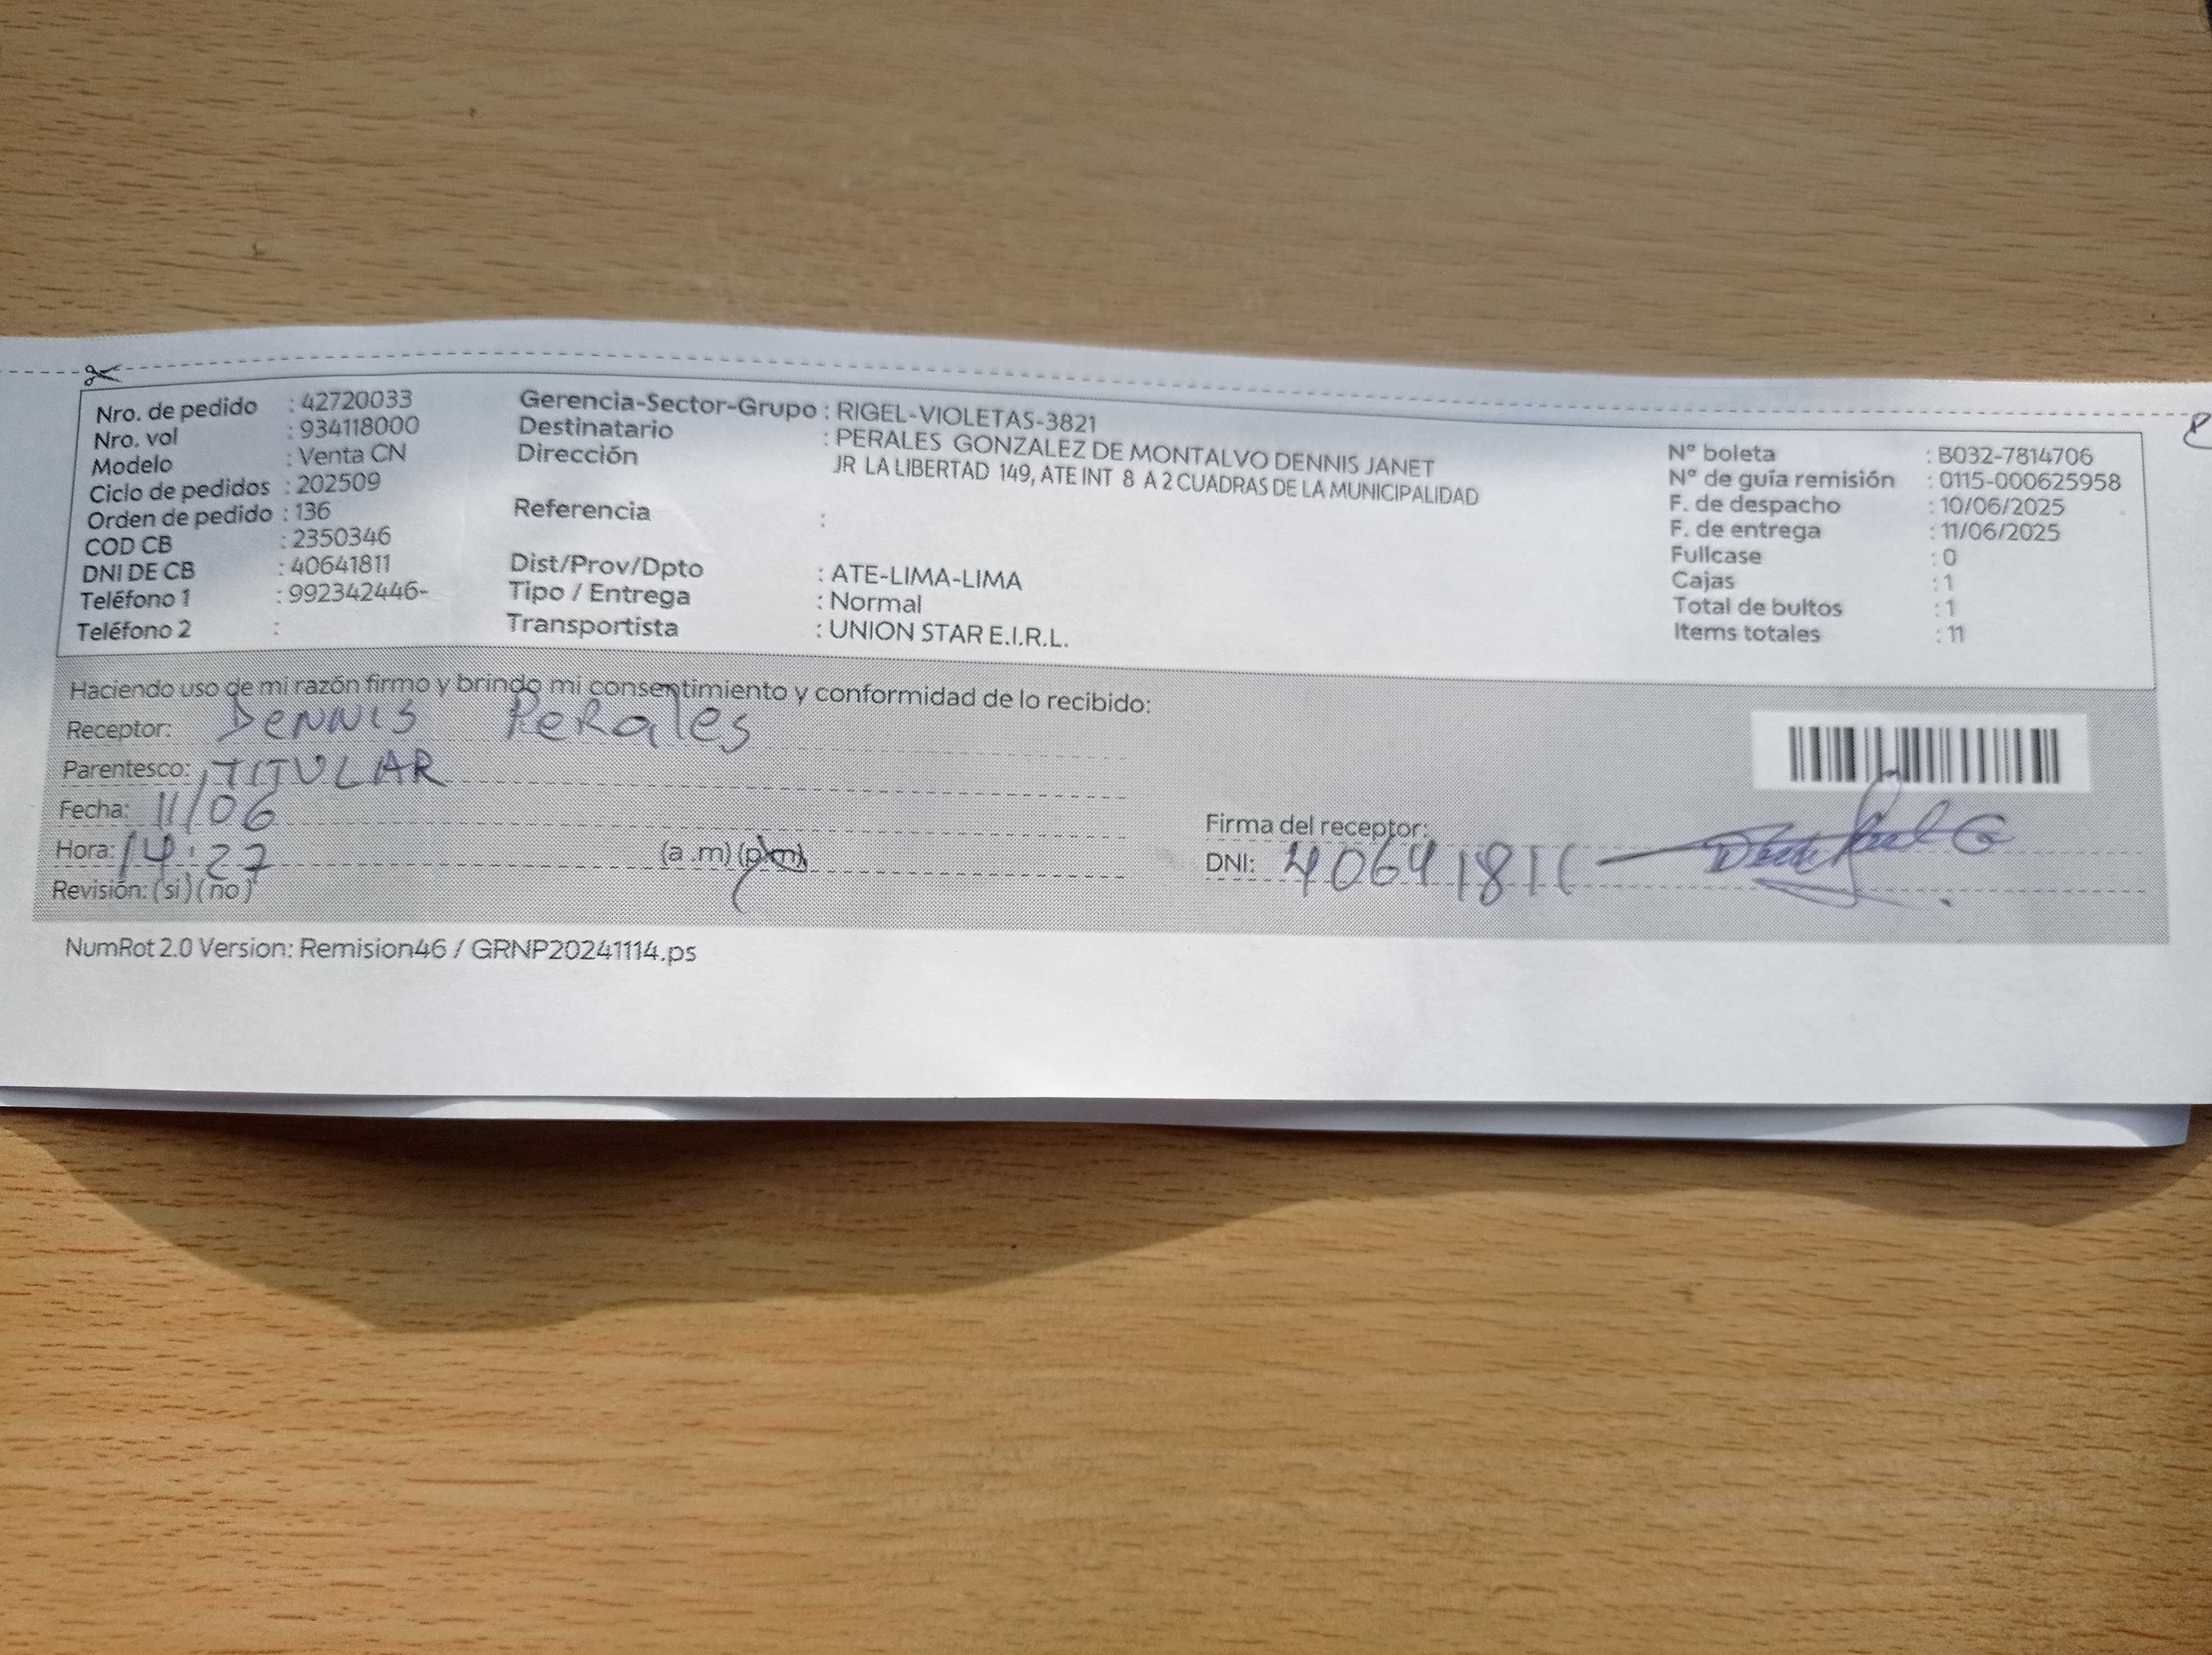 Nro. de pedido : 42720033
Nro. vol : 934118000
Modelo : Venta CN
Ciclo de pedidos : 202509
Orden de pedido : 136
COD CB : 2350346
DNI DE CB : 40641811
Teléfono 1 : 992342446-
Teléfono 2 :
Gerencia-Sector-Grupo : RIGEL-VIOLETAS-3821
Destinatario : PERALES GONZALEZ DE MONTALVO DENNIS JANET
Dirección JR LA LIBERTAD 149, ATE INT 8 A 2 CUADRAS DE LA MUNICIPALIDAD
Referencia :
Dist/Prov/Dpto : ATE-LIMA-LIMA
Tipo / Entrega : Normal
Transportista : UNION STAR E.I.R.L.
N° boleta : B032-7814706
N° de guía remisión : 0115-000625958
F. de despacho : 10/06/2025
F. de entrega : 11/06/2025
Fullcase : 0
Cajas : 1
Total de bultos : 1
Items totales : 11
Haciendo uso de mi razón firmo y brindo mi consentimiento y conformidad de lo recibido:
Receptor: DENNIS PeRales
Parentesco: TITULAR
Fecha: 11/06
Hora: 14:27 (a .m) (p.m)
Revisión: (si) (no)
Firma del receptor:
DNI: 40641811
NumRot 2.0 Version: Remision46 / GRNP20241114.ps